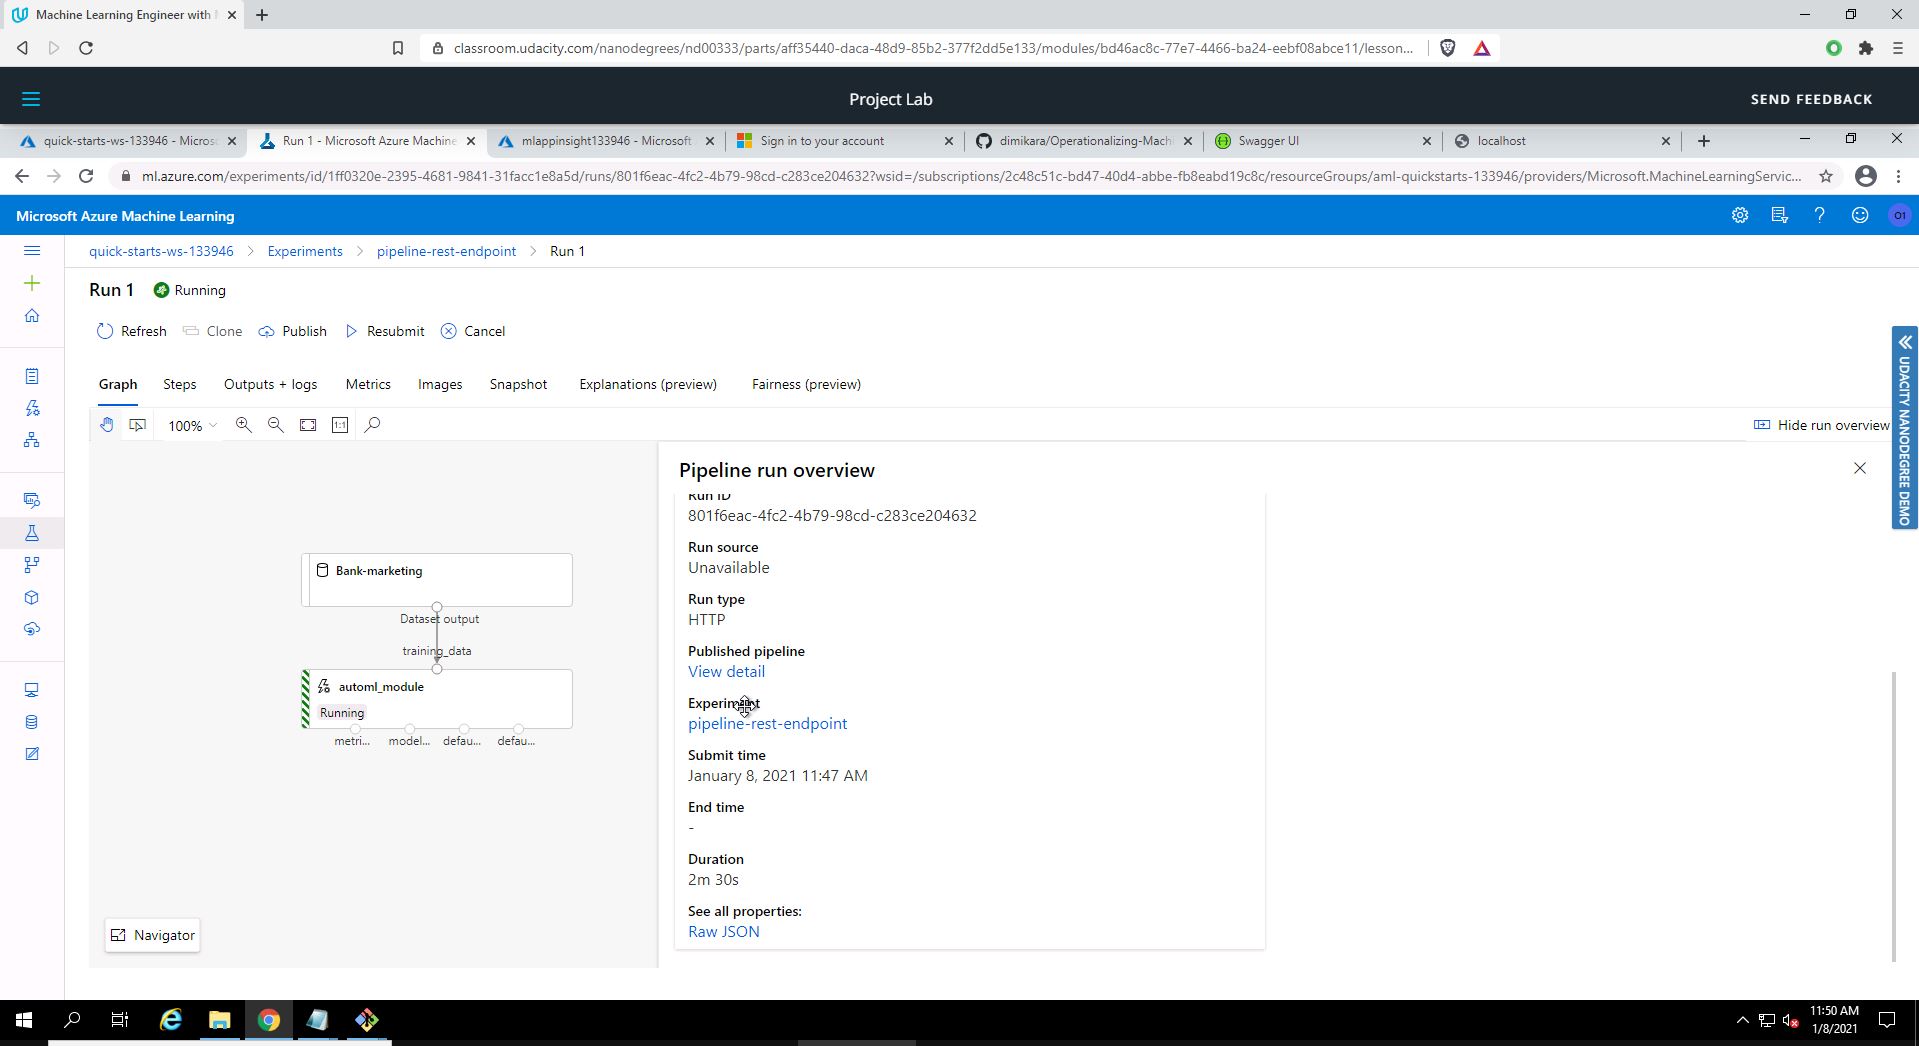 Machine Learning Engineer with
classroom.udacity.com/nanodegrees/nd00333/parts/aff35440-daca-48d9-85b2-377f2dd5e133/modules/bd46ac8c-77e7-4466-ba24-eebf08abce11/lesson...
Project Lab
SEND FEEDBACK
quick-starts-ws-133946 - Micros
Run 1 - Microsoft Azure Machine
mlappinsight133946 - Microsoft
Sign in to your account
dimikara/Operationalizing-Mach
Swagger UI
localhost
ml.azure.com/experiments/id/1ff0320e-2395-4681-9841-31facc1e8a5d/runs/801f6eac-4fc2-4b79-98cd-c283ce204632?wsid=/subscriptions/2c48c51c-bd47-40d4-abbe-fb8eabd19c8c/resourceGroups/aml-quickstarts-133946/providers/Microsoft.MachineLearningServic...
Microsoft Azure Machine Learning
O1
quick-starts-ws-133946 > Experiments > pipeline-rest-endpoint > Run 1
Run 1 Running
Refresh Clone Publish Resubmit Cancel
Graph Steps Outputs + logs Metrics Images Snapshot Explanations (preview) Fairness (preview)
100%
1:1
Hide run overview
UDACITY NANODEGREE DEMO
Bank-marketing
Dataset output
training_data
automl_module
Running
metri... model... defau... defau...
Navigator
Pipeline run overview
Run ID
801f6eac-4fc2-4b79-98cd-c283ce204632
Run source
Unavailable
Run type
HTTP
Published pipeline
View detail
Experiment
pipeline-rest-endpoint
Submit time
January 8, 2021 11:47 AM
End time
-
Duration
2m 30s
See all properties:
Raw JSON
11:50 AM
1/8/2021